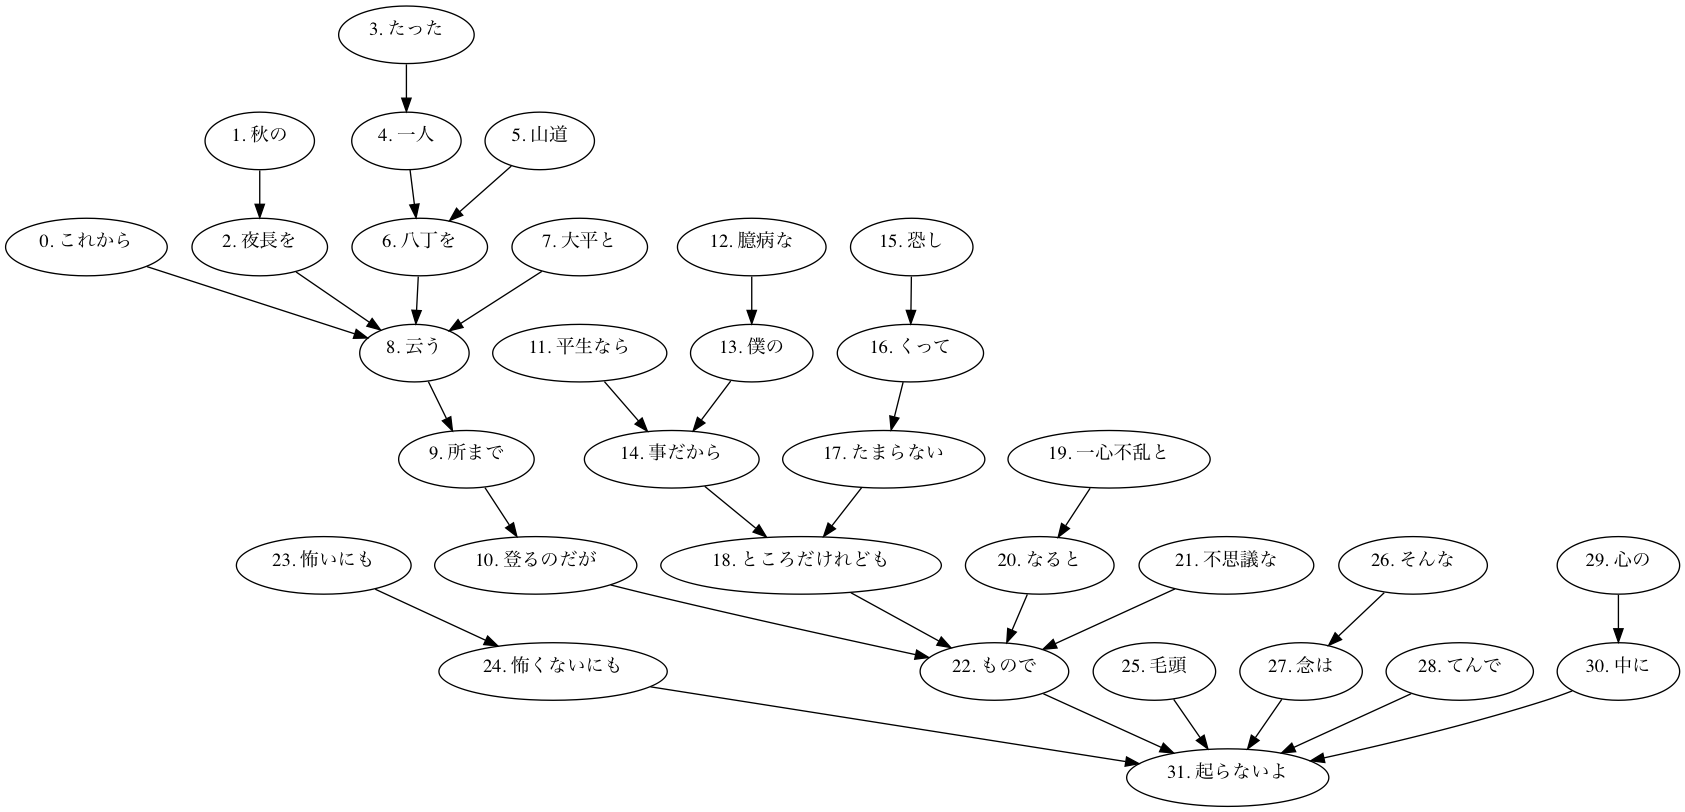 3. たった
1. 秋の
4. 一人
5. 山道
0. これから
2. 夜長を
6. 八丁を
7. 大平と
12. 臆病な
15. 恐し
8. 云う
11. 平生なら
13. 僕の
16. くって
9. 所まで
14. 事だから
17. たまらない
19. 一心不乱と
23. 怖いにも
10. 登るのだが
18. ところだけれども
20. なると
21. 不思議な
26. そんな
29. 心の
24. 怖くないにも
22. もので
25. 毛頭
27. 念は
28. てんで
30. 中に
31. 起らないよ